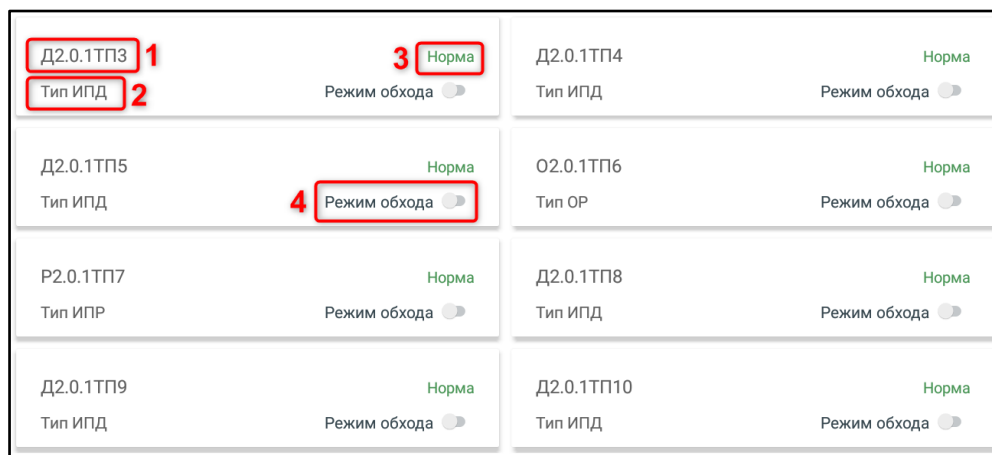 Д2.0.1ТП3 1 3 Норма
Тип ИПД 2 Режим обхода
Д2.0.1ТП4 Норма
Тип ИПД Режим обхода
Д2.0.1ТП5 Норма
Тип ИПД 4 Режим обхода
О2.0.1ТП6 Норма
Тип ОР Режим обхода
Р2.0.1ТП7 Норма
Тип ИПР Режим обхода
Д2.0.1ТП8 Норма
Тип ИПД Режим обхода
Д2.0.1ТП9 Норма
Тип ИПД Режим обхода
Д2.0.1ТП10 Норма
Тип ИПД Режим обхода